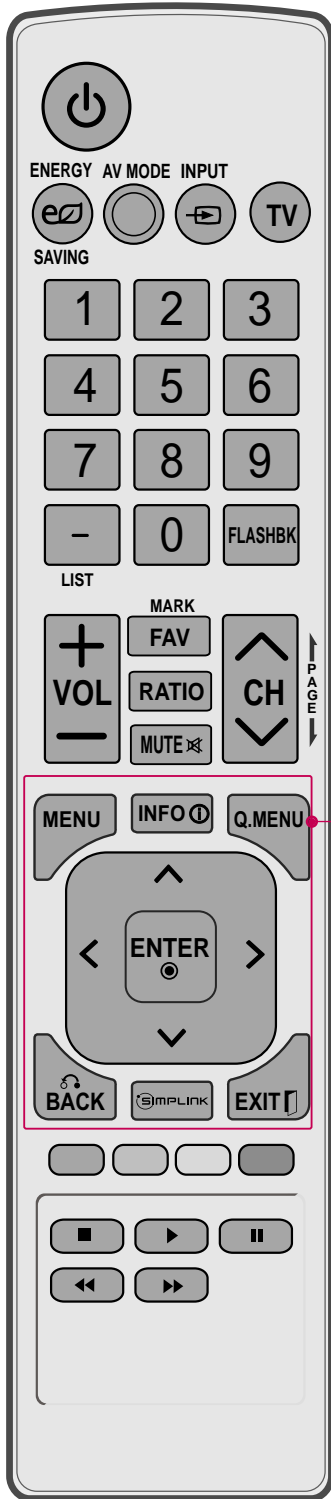 ENERGY AV MODE INPUT
TV
SAVING
1 2 3
4 5 6
7 8 9
- 0 FLASHBK
LIST
MARK
FAV
VOL RATIO CH
PAGE
MUTE
MENU INFO Q.MENU
ENTER
BACK SIMPLINK EXIT